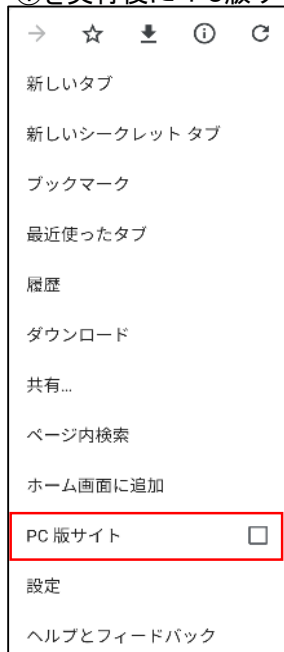 新しいタブ
新しいシークレット タブ
ブックマーク
最近使ったタブ
履歴
ダウンロード
共有...
ページ内検索
ホーム画面に追加
PC 版サイト
設定
ヘルプとフィードバック